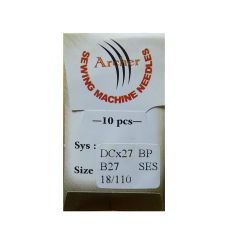 Archer
SEWING MACHINE NEEDLES
—10 pcs—
Sys : DCx27 BP
B27 SES
Size 18/110